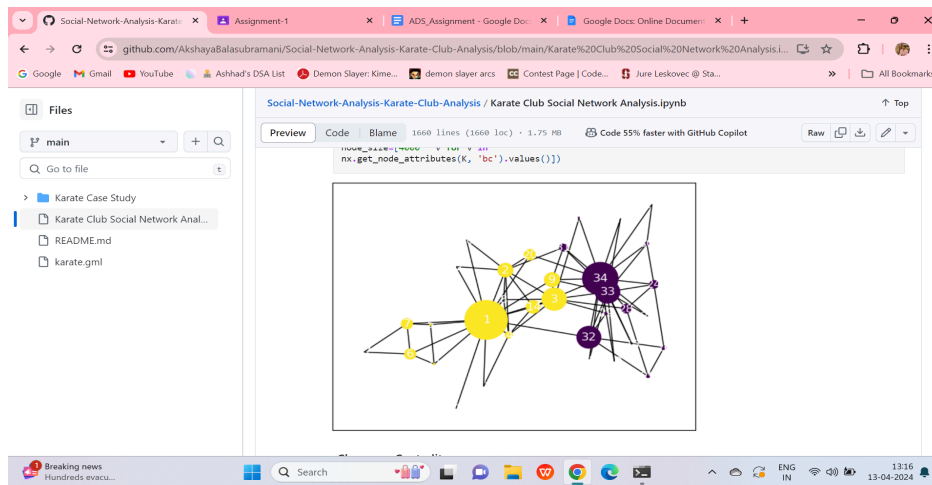 Social-Network-Analysis-Karate
Assignment-1
ADS_Assignment - Google Doc
Google Docs: Online Document
github.com/AkshayaBalasubramani/Social-Network-Analysis-Karate-Club-Analysis/blob/main/Karate%20Club%20Social%20Network%20Analysis.i...
Google
Gmail
YouTube
Ashhad's DSA List
Demon Slayer: Kime...
demon slayer arcs
Contest Page | Code...
Jure Leskovec @ Sta...
All Bookmarks
Files
main
Go to file
t
Karate Case Study
Karate Club Social Network Anal...
README.md
karate.gml
Social-Network-Analysis-Karate-Club-Analysis / Karate Club Social Network Analysis.ipynb
Top
Preview
Code
Blame
1660 lines (1660 loc) · 1.75 MB
Code 55% faster with GitHub Copilot
Raw
nx.get_node_attributes(K, 'bc').values()])
2
9
34
33
3
1
32
6
Breaking news
Hundreds evacu...
1
Search
ENG
IN
13:16
13-04-2024